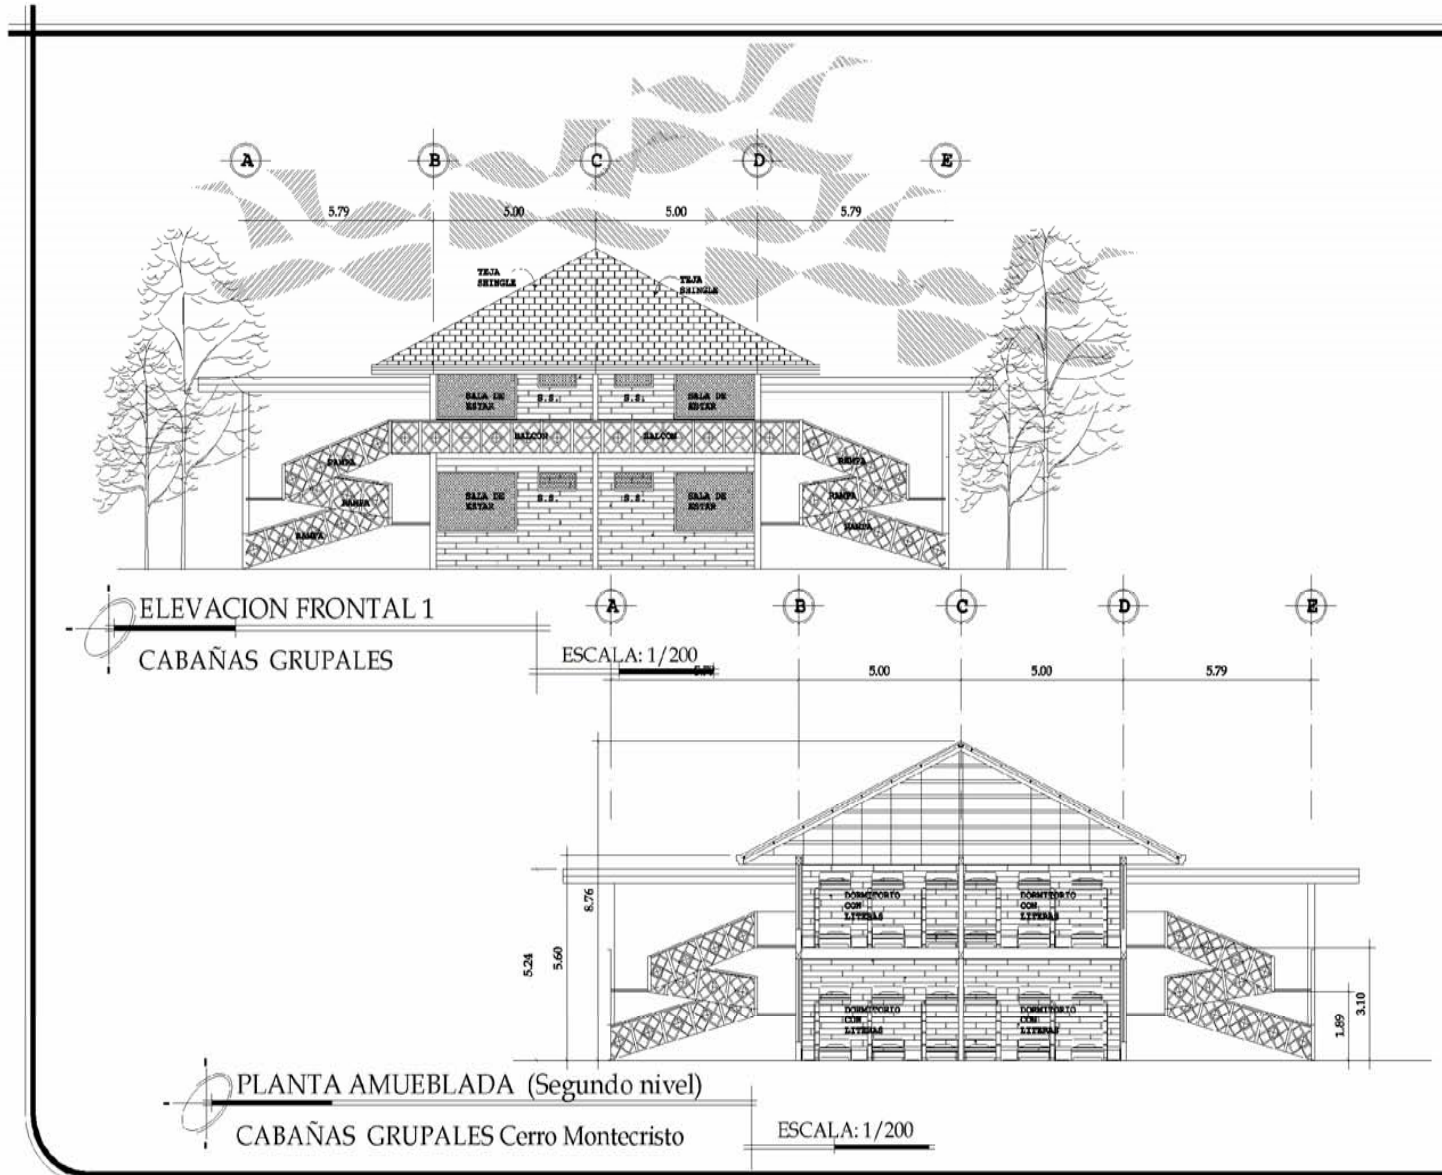 A B C D E
5.79 5.00 5.00 5.79
TEJA
SHINGLE
TEJA
SHINGLE
SALA DE
ESTAR
S.S.
S.S.
SALA DE
ESTAR
BALCON BALCON
RAMPA
RAMPA
RAMPA
RAMPA
RAMPA
RAMPA
SALA DE
ESTAR
S.S.
S.S.
SALA DE
ESTAR
ELEVACION FRONTAL 1
CABAÑAS GRUPALES
ESCALA: 1/200
A B C D E
5.79 5.00 5.00 5.79
8.76
5.24
5.60
DORMITORIO
CON
LITERAS
DORMITORIO
CON
LITERAS
DORMITORIO
CON
LITERAS
DORMITORIO
CON
LITERAS
1.89
3.10
PLANTA AMUEBLADA (Segundo nivel)
CABAÑAS GRUPALES Cerro Montecristo
ESCALA: 1/200